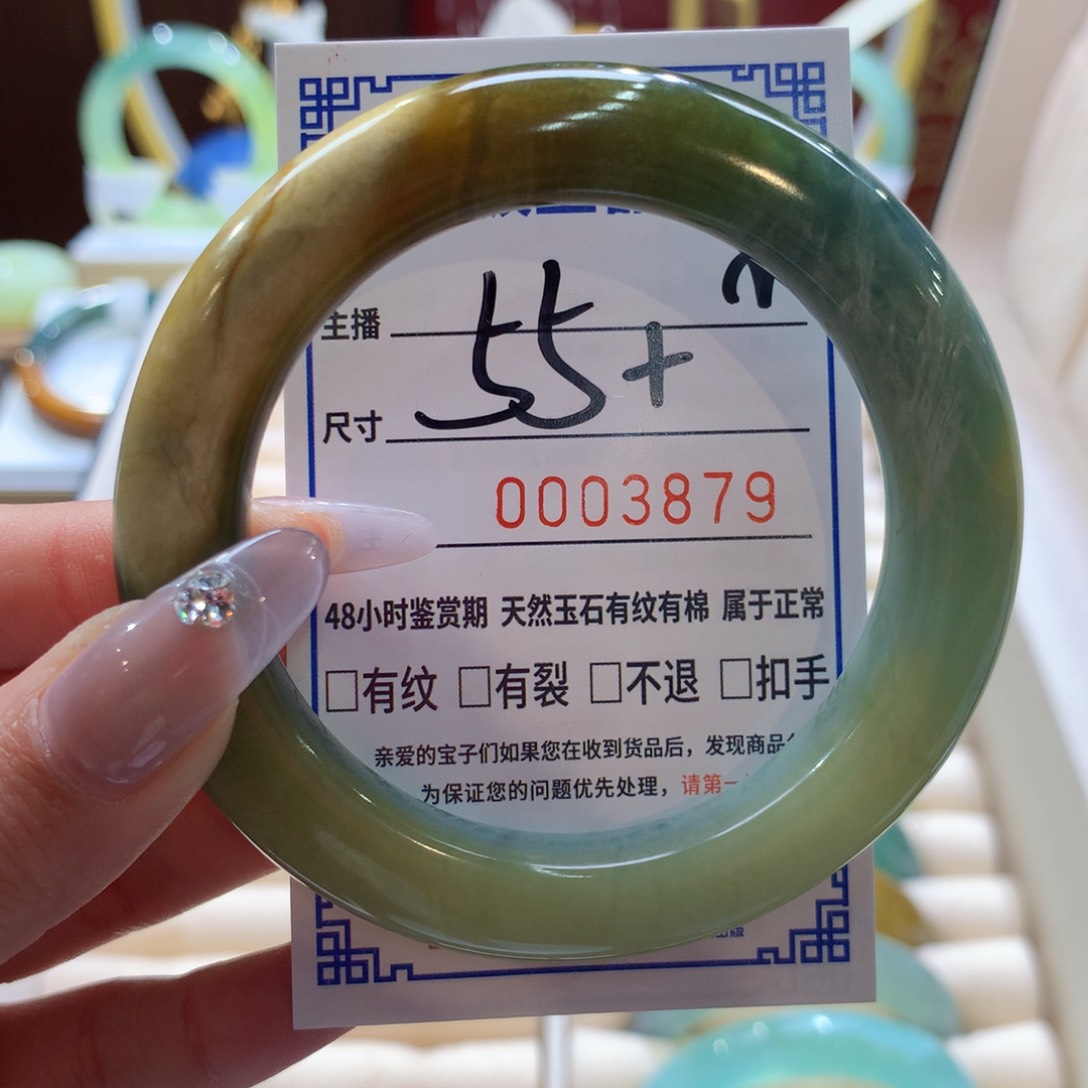 主播
尺寸 55+
0003879
48小时鉴赏期 天然玉石有纹有棉 属于正常
□有纹 □有裂 □不退 □扣手
亲爱的宝子们如果您在收到货品后，发现商品
为保证您的问题优先处理，请第一